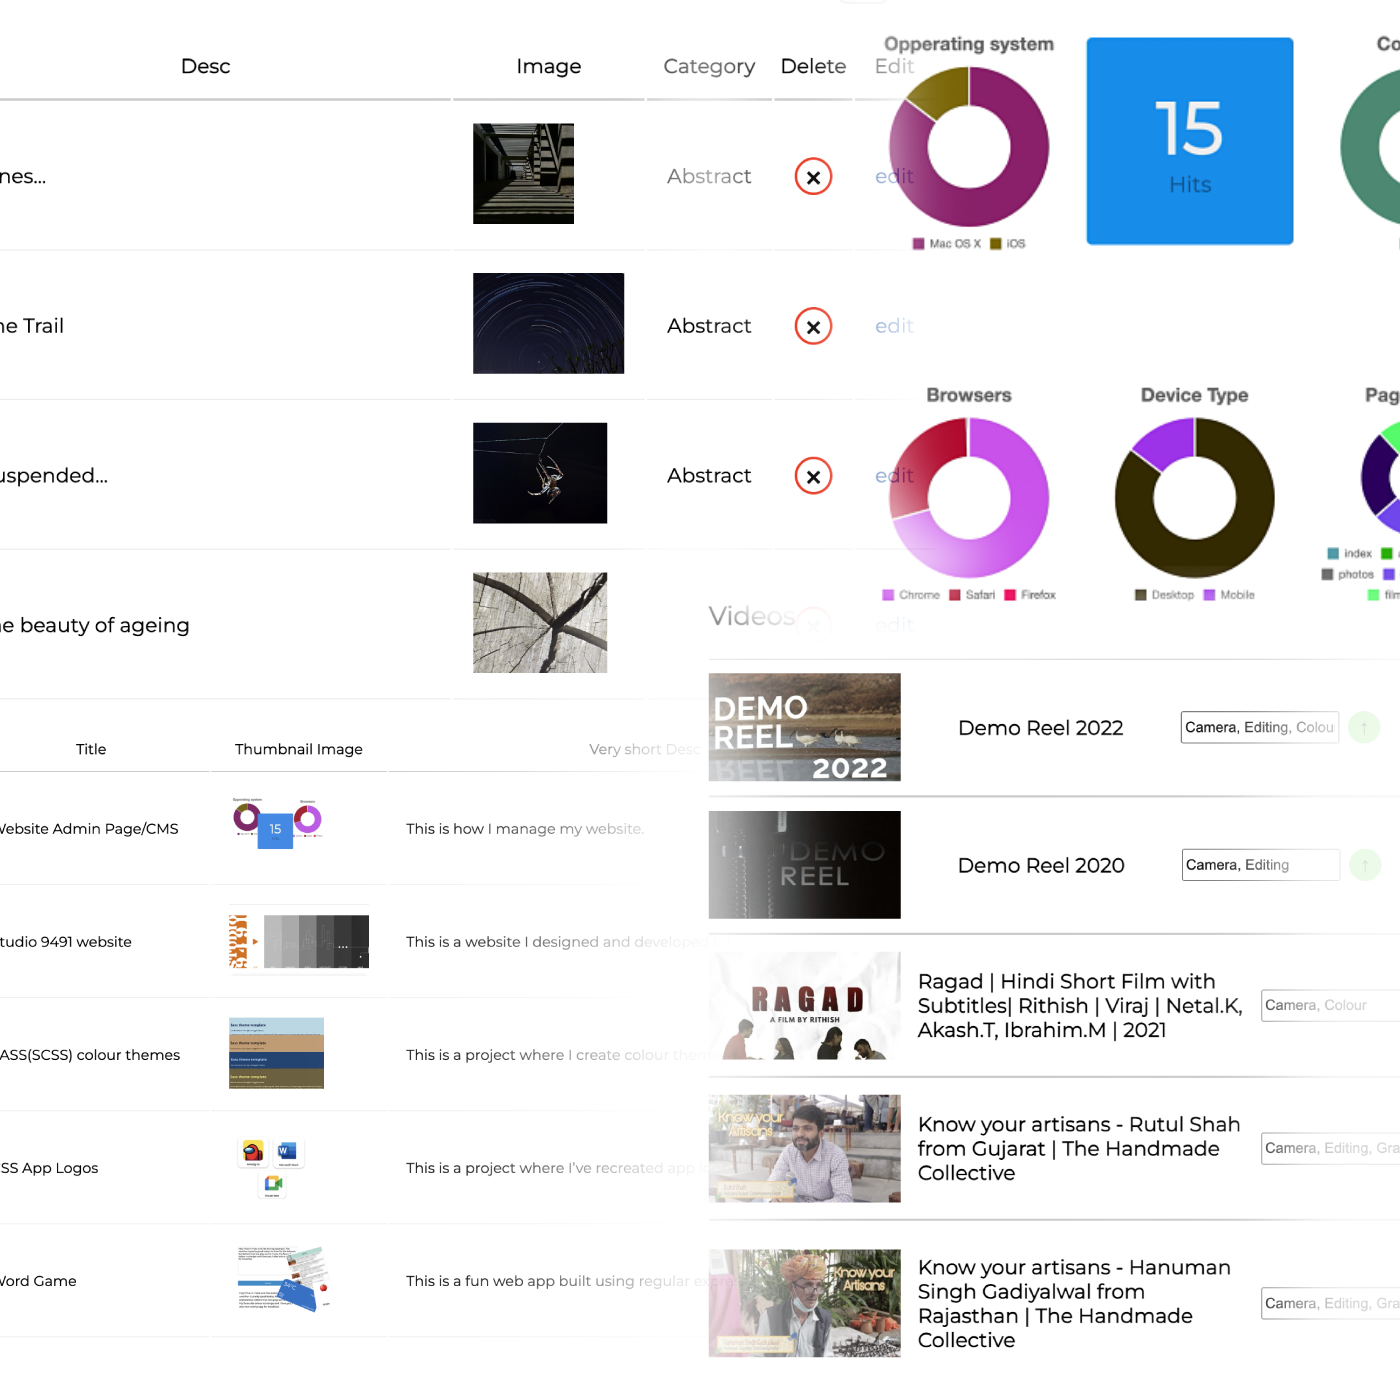 Desc Image Category Delete Edit
nes... Abstract edit
ne Trail Abstract edit
uspended... Abstract edit
ne beauty of ageing edit
Opperating system
Mac OS X iOS
15
Hits
Co
Browsers
Chrome Safari Firefox
Device Type
Desktop Mobile
Pag
index
photos
film
Title Thumbnail Image Very short Desc
Website Admin Page/CMS This is how I manage my website.
15
tudio 9491 website This is a website I designed and developed
ASS(SCSS) colour themes This is a project where I create colour them
SS App Logos This is a project where I've recreated app lo
Word Game This is a fun web app built using regular expre
Videos
DEMO
REEL
2022
Demo Reel 2022
Camera, Editing, Colou
↑
DEMO
REEL
Demo Reel 2020
Camera, Editing
↑
RAGAD
A FILM BY RITHISH
Ragad | Hindi Short Film with
Subtitles| Rithish | Viraj | Netal.K,
Akash.T, Ibrahim.M | 2021
Camera, Colour
Know your
Artisans
Know your artisans - Rutul Shah
from Gujarat | The Handmade
Collective
Camera, Editing, Gra
Know your
Artisans
Know your artisans - Hanuman
Singh Gadiyalwal from
Rajasthan | The Handmade
Collective
Camera, Editing, Gra